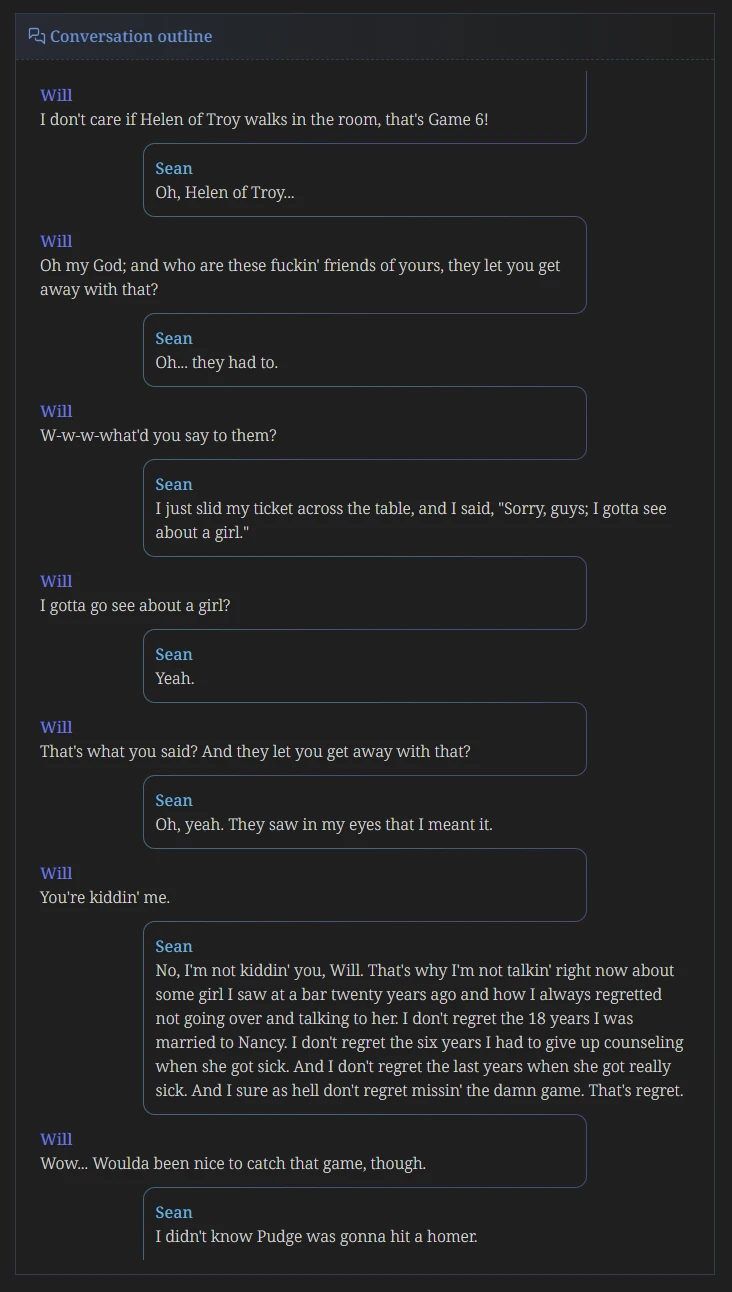 Conversation outline
Will
I don't care if Helen of Troy walks in the room, that's Game 6!
Sean
Oh, Helen of Troy...
Will
Oh my God; and who are these fuckin' friends of yours, they let you get
away with that?
Sean
Oh... they had to.
Will
W-w-w-what'd you say to them?
Sean
I just slid my ticket across the table, and I said, "Sorry, guys; I gotta see
about a girl."
Will
I gotta go see about a girl?
Sean
Yeah.
Will
That's what you said? And they let you get away with that?
Sean
Oh, yeah. They saw in my eyes that I meant it.
Will
You're kiddin' me.
Sean
No, I'm not kiddin' you, Will. That's why I'm not talkin' right now about
some girl I saw at a bar twenty years ago and how I always regretted
not going over and talking to her. I don't regret the 18 years I was
married to Nancy. I don't regret the six years I had to give up counseling
when she got sick. And I don't regret the last years when she got really
sick. And I sure as hell don't regret missin' the damn game. That's regret.
Will
Wow... Woulda been nice to catch that game, though.
Sean
I didn't know Pudge was gonna hit a homer.